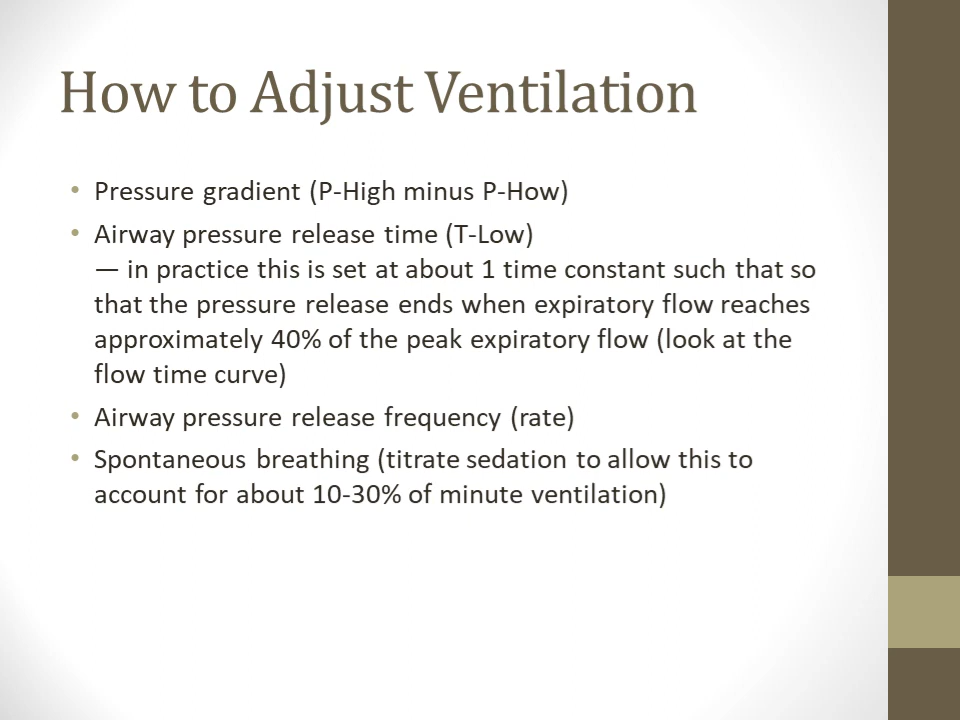 How to Adjust Ventilation
• Pressure gradient (P-High minus P-How)
• Airway pressure release time (T-Low)
— in practice this is set at about 1 time constant such that so
that the pressure release ends when expiratory flow reaches
approximately 40% of the peak expiratory flow (look at the
flow time curve)
• Airway pressure release frequency (rate)
• Spontaneous breathing (titrate sedation to allow this to
account for about 10-30% of minute ventilation)